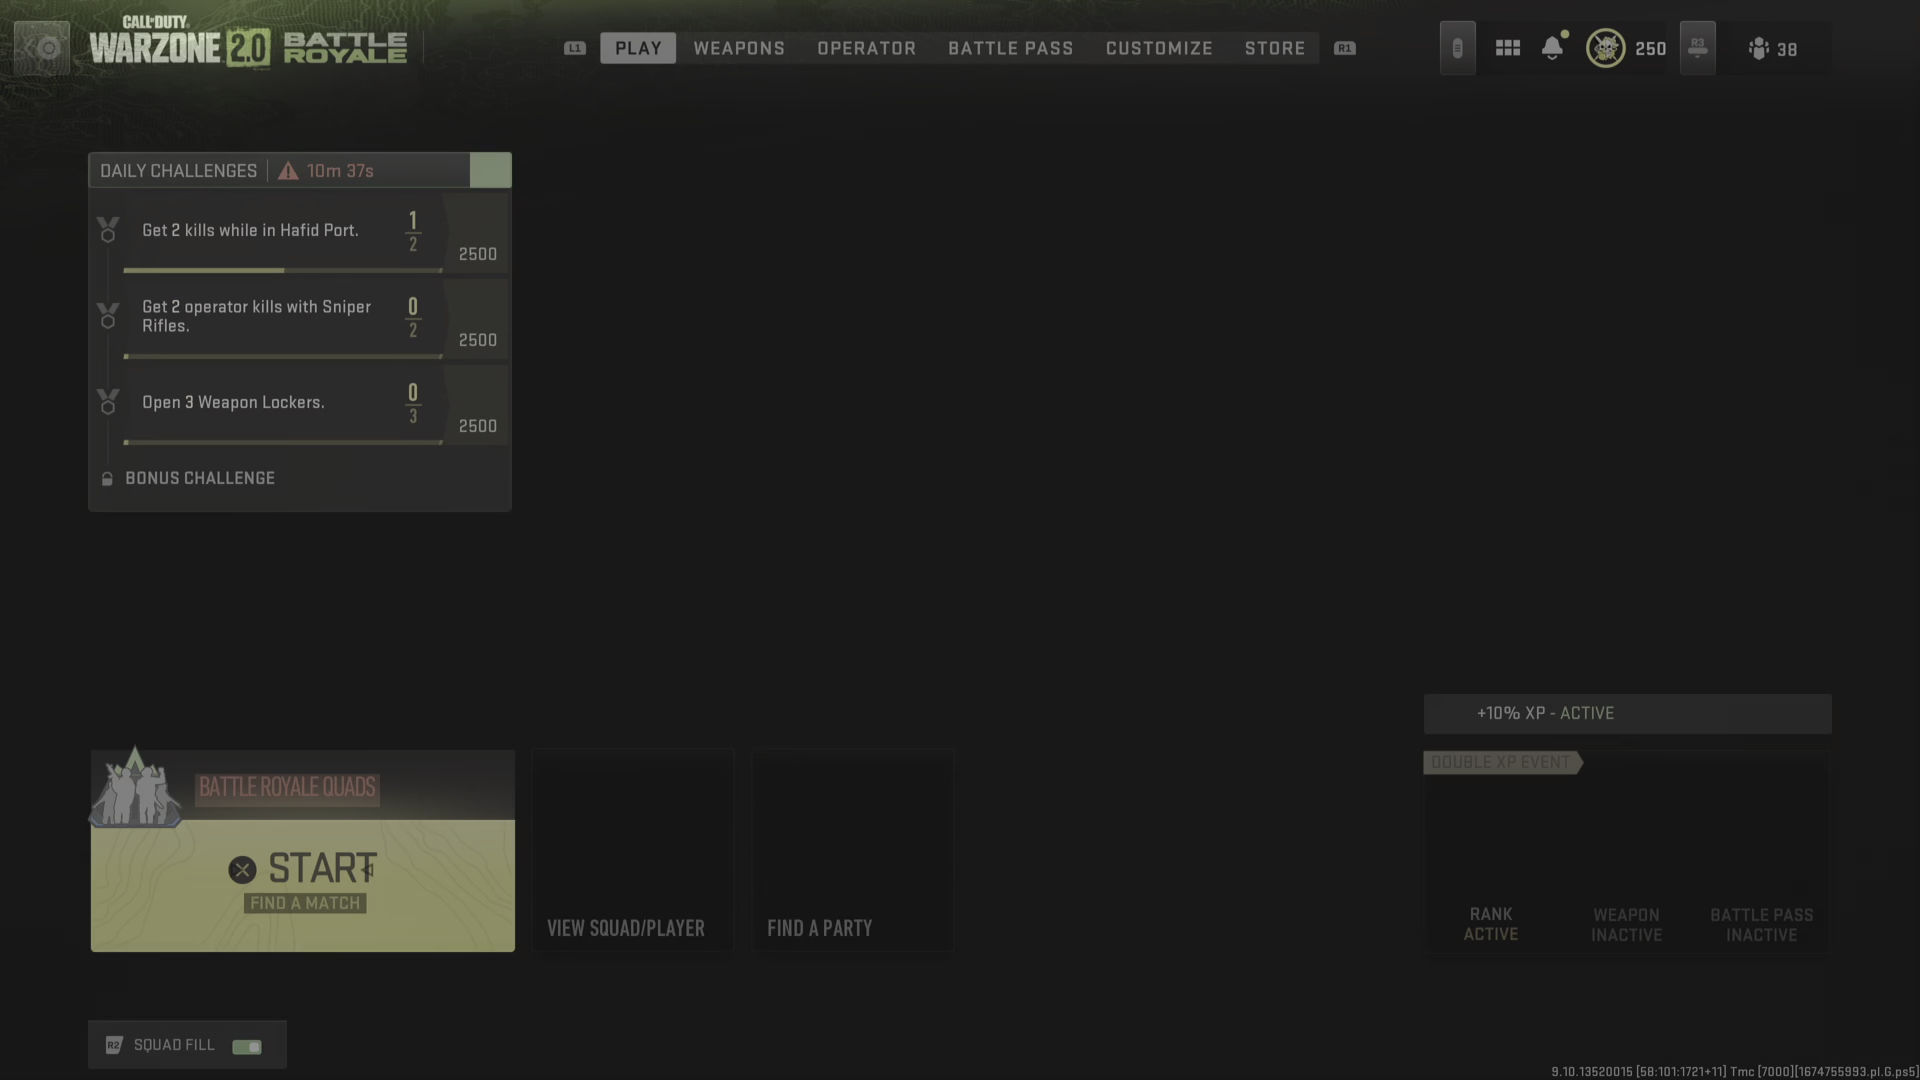 CALL OF DUTY
WARZONE 2.0 BATTLE ROYALE
L1 PLAY WEAPONS OPERATOR BATTLE PASS CUSTOMIZE STORE R1
250 R3 38
DAILY CHALLENGES 10m 37s
Get 2 kills while in Hafid Port.
1
2
2500
Get 2 operator kills with Sniper
Rifles.
0
2
2500
Open 3 Weapon Lockers.
0
3
2500
BONUS CHALLENGE
+10% XP - ACTIVE
BATTLE ROYALE QUADS
START
FIND A MATCH
VIEW SQUAD/PLAYER
FIND A PARTY
DOUBLE XP EVENT
RANK
ACTIVE
WEAPON
INACTIVE
BATTLE PASS
INACTIVE
R2 SQUAD FILL
9.10.13520015 [58:101:1721+11] Tmc [7000][1674755993.pl.G.ps5]